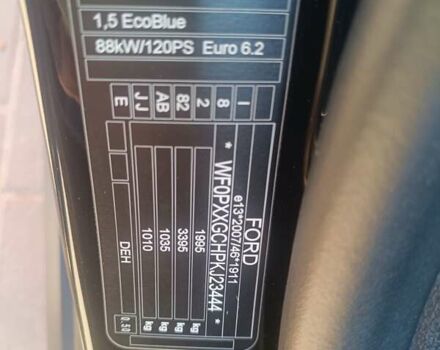 1,5 EcoBlue
88kW/120PS Euro 6.2
E JJ AB 82 2 8 I
FORD
e13*2007/46*1911
* WF0PXXGCHPKJ23444 *
1995 kg
3395 kg
1035 kg
1010 kg
DEH